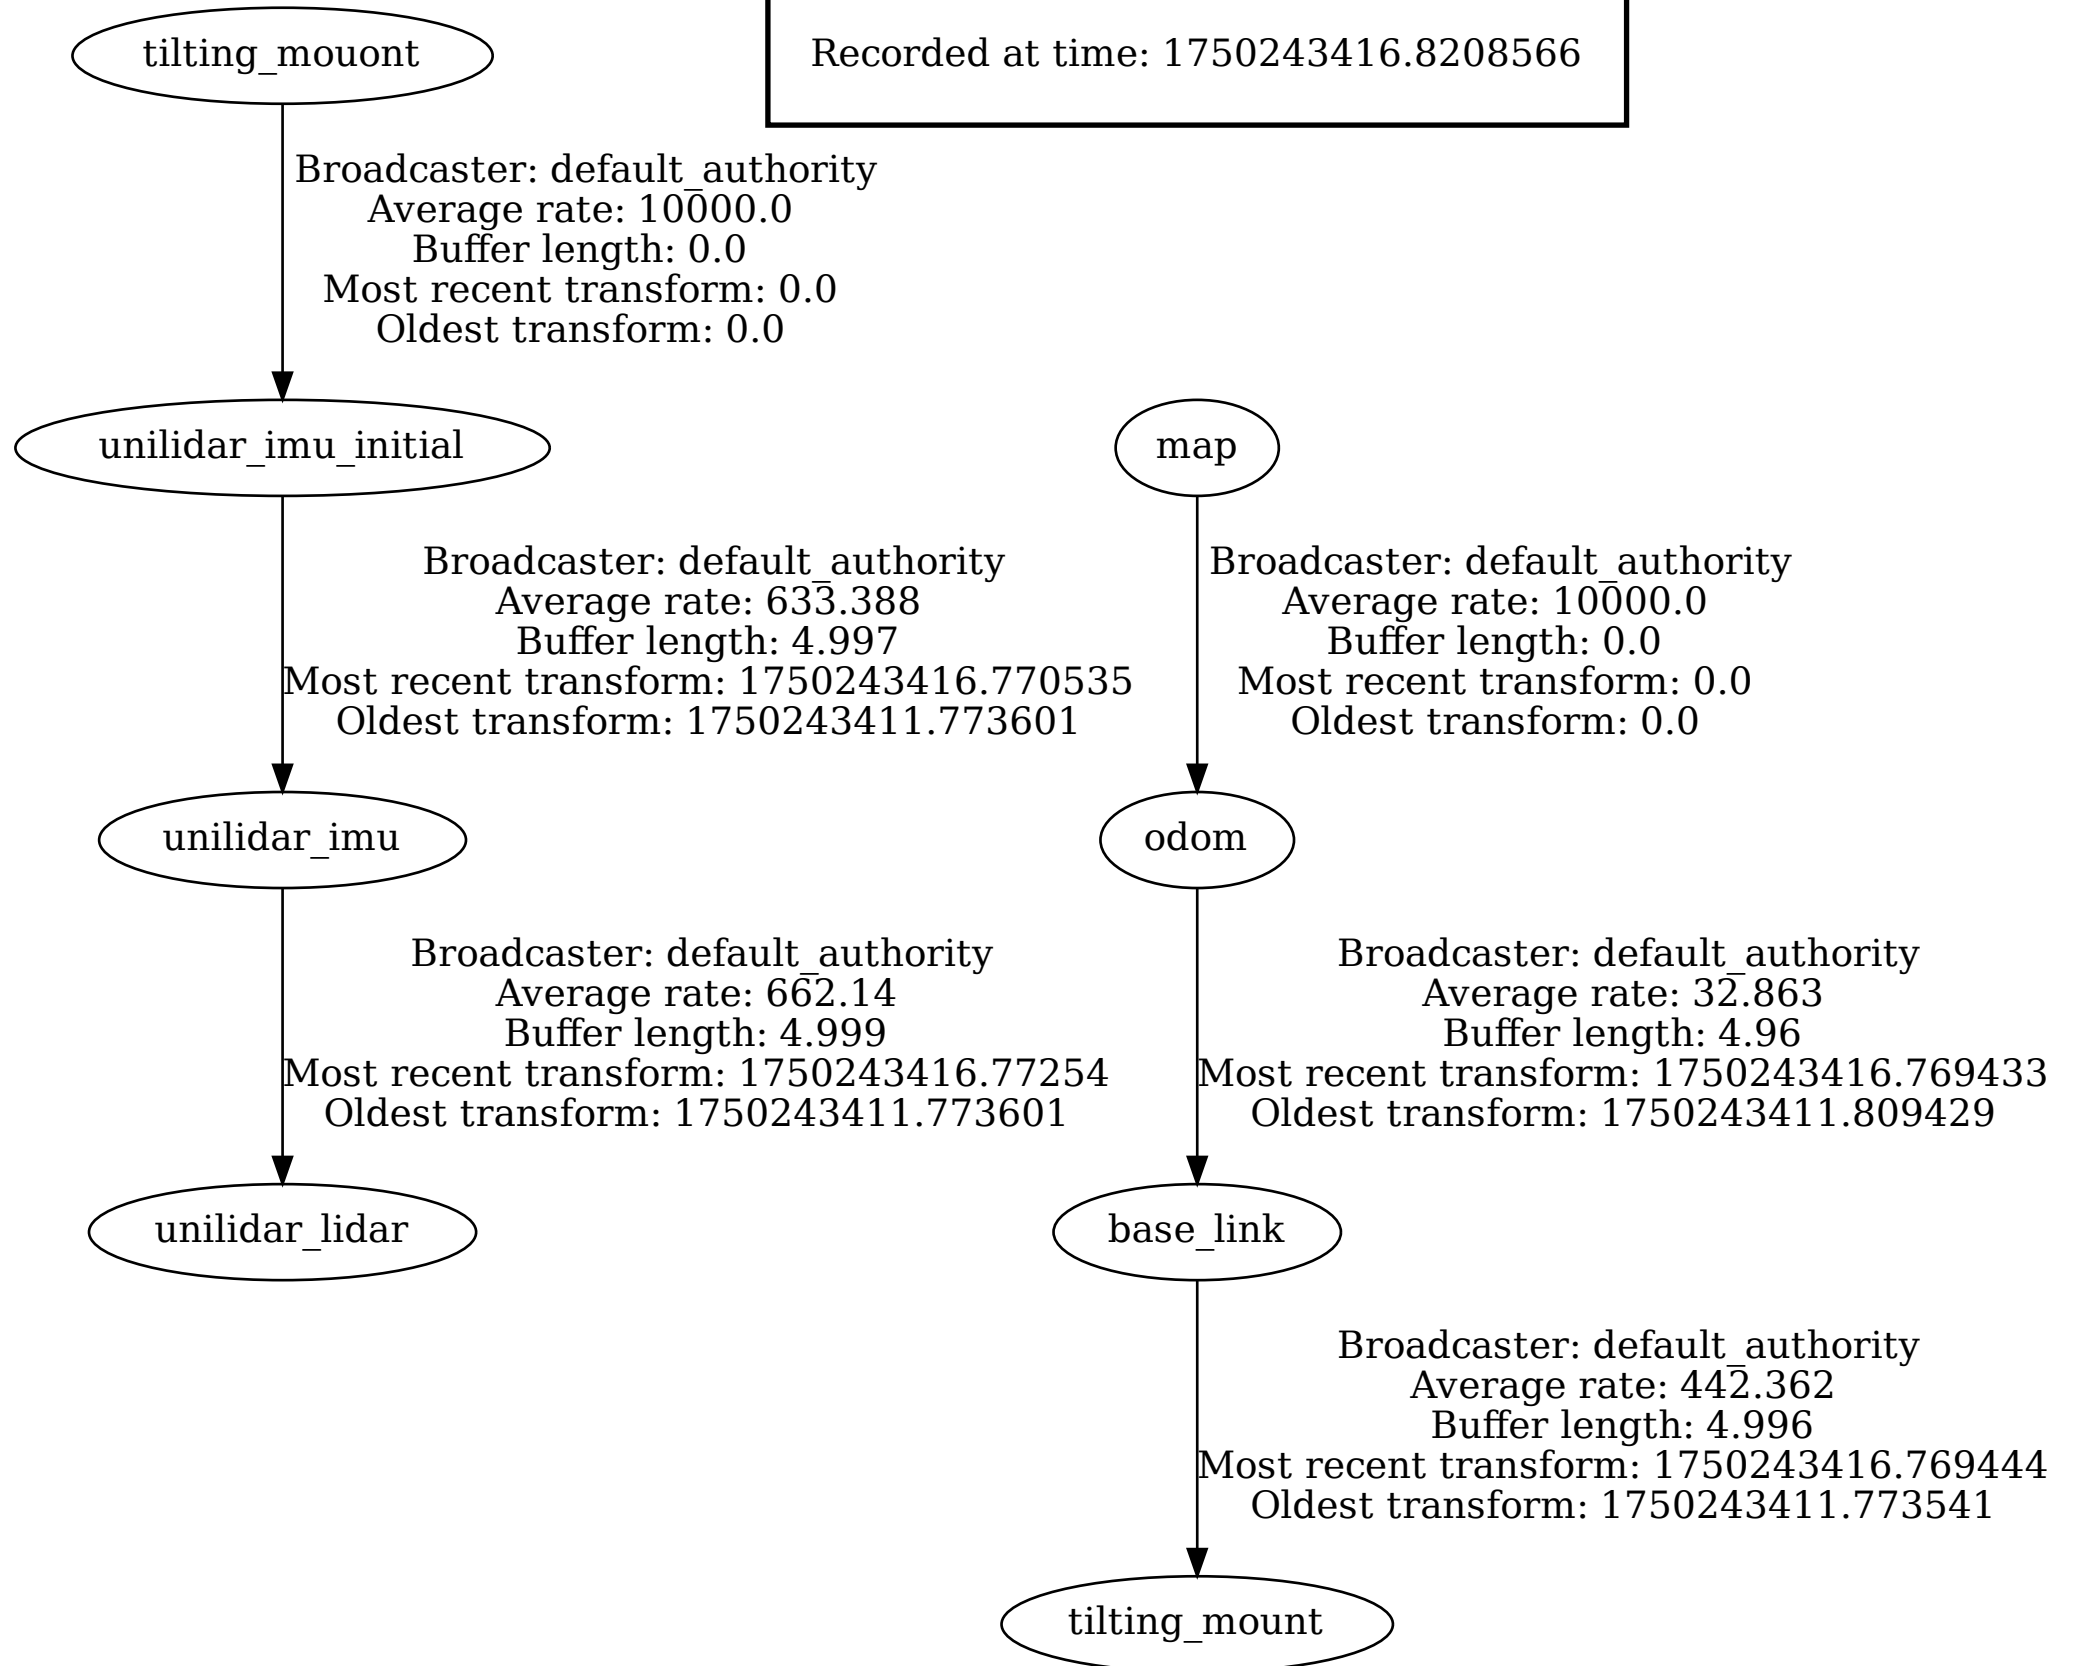 tilting_mouont
Recorded at time: 1750243416.8208566
Broadcaster: default_authority
Average rate: 10000.0
Buffer length: 0.0
Most recent transform: 0.0
Oldest transform: 0.0
unilidar_imu_initial
map
Broadcaster: default_authority
Average rate: 633.388
Buffer length: 4.997
Most recent transform: 1750243416.770535
Oldest transform: 1750243411.773601
Broadcaster: default_authority
Average rate: 10000.0
Buffer length: 0.0
Most recent transform: 0.0
Oldest transform: 0.0
unilidar_imu
odom
Broadcaster: default_authority
Average rate: 662.14
Buffer length: 4.999
Most recent transform: 1750243416.77254
Oldest transform: 1750243411.773601
Broadcaster: default_authority
Average rate: 32.863
Buffer length: 4.96
Most recent transform: 1750243416.769433
Oldest transform: 1750243411.809429
unilidar_lidar
base_link
Broadcaster: default_authority
Average rate: 442.362
Buffer length: 4.996
Most recent transform: 1750243416.769444
Oldest transform: 1750243411.773541
tilting_mount